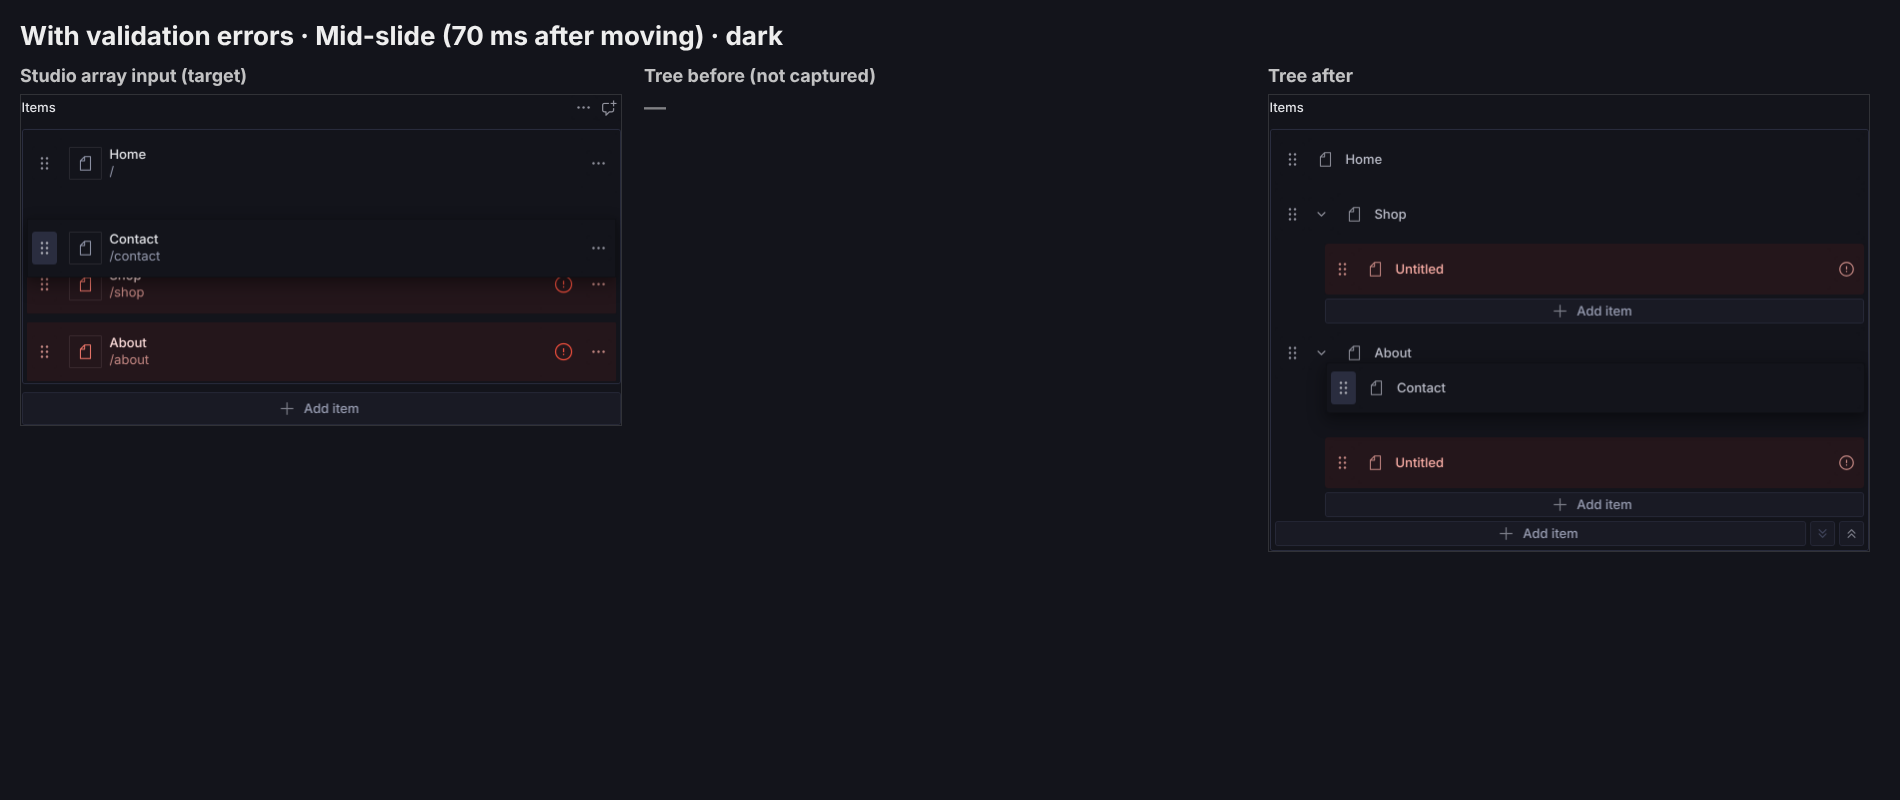 With validation errors · Mid-slide (70 ms after moving) · dark
Studio array input (target)
Items
Home
/
Contact
/contact
Shop
/shop
About
/about
Add item
Tree before (not captured)
—
Tree after
Items
Home
Shop
Untitled
Add item
About
Contact
Untitled
Add item
Add item